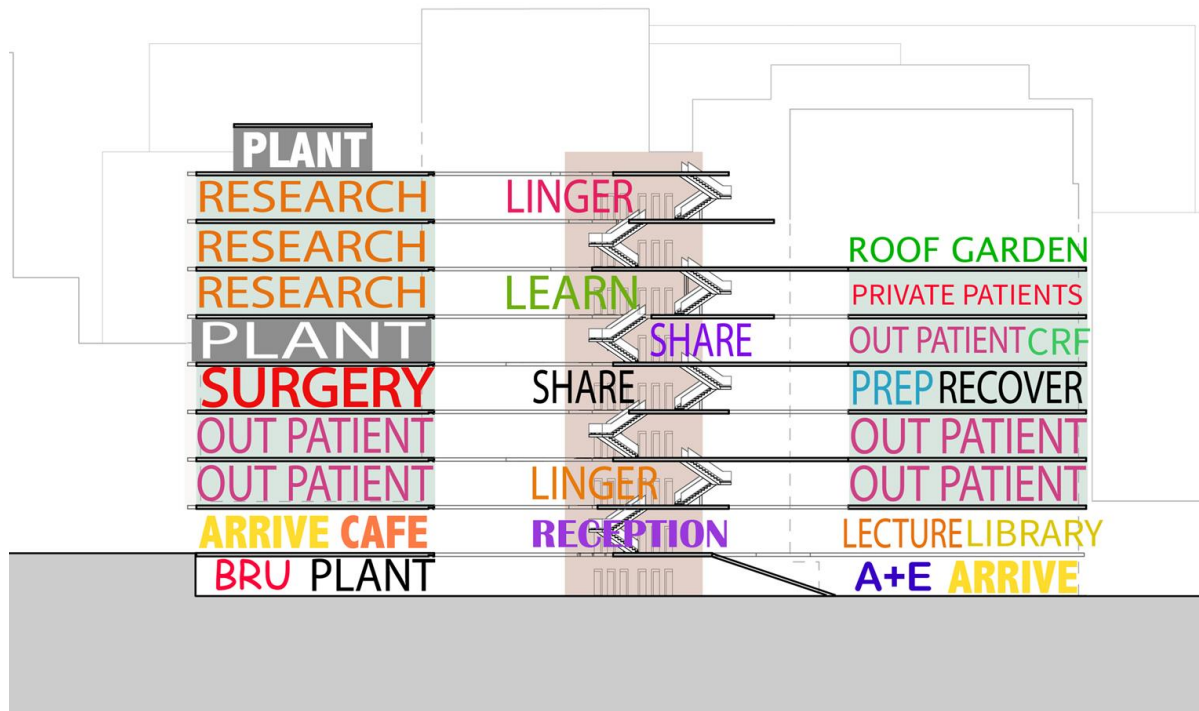 PLANT
RESEARCH LINGER
RESEARCH ROOF GARDEN
RESEARCH LEARN PRIVATE PATIENTS
PLANT SHARE OUT PATIENT CRF
SURGERY SHARE PREP RECOVER
OUT PATIENT OUT PATIENT
OUT PATIENT LINGER OUT PATIENT
ARRIVE CAFE RECEPTION LECTURE LIBRARY
BRU PLANT A+E ARRIVE